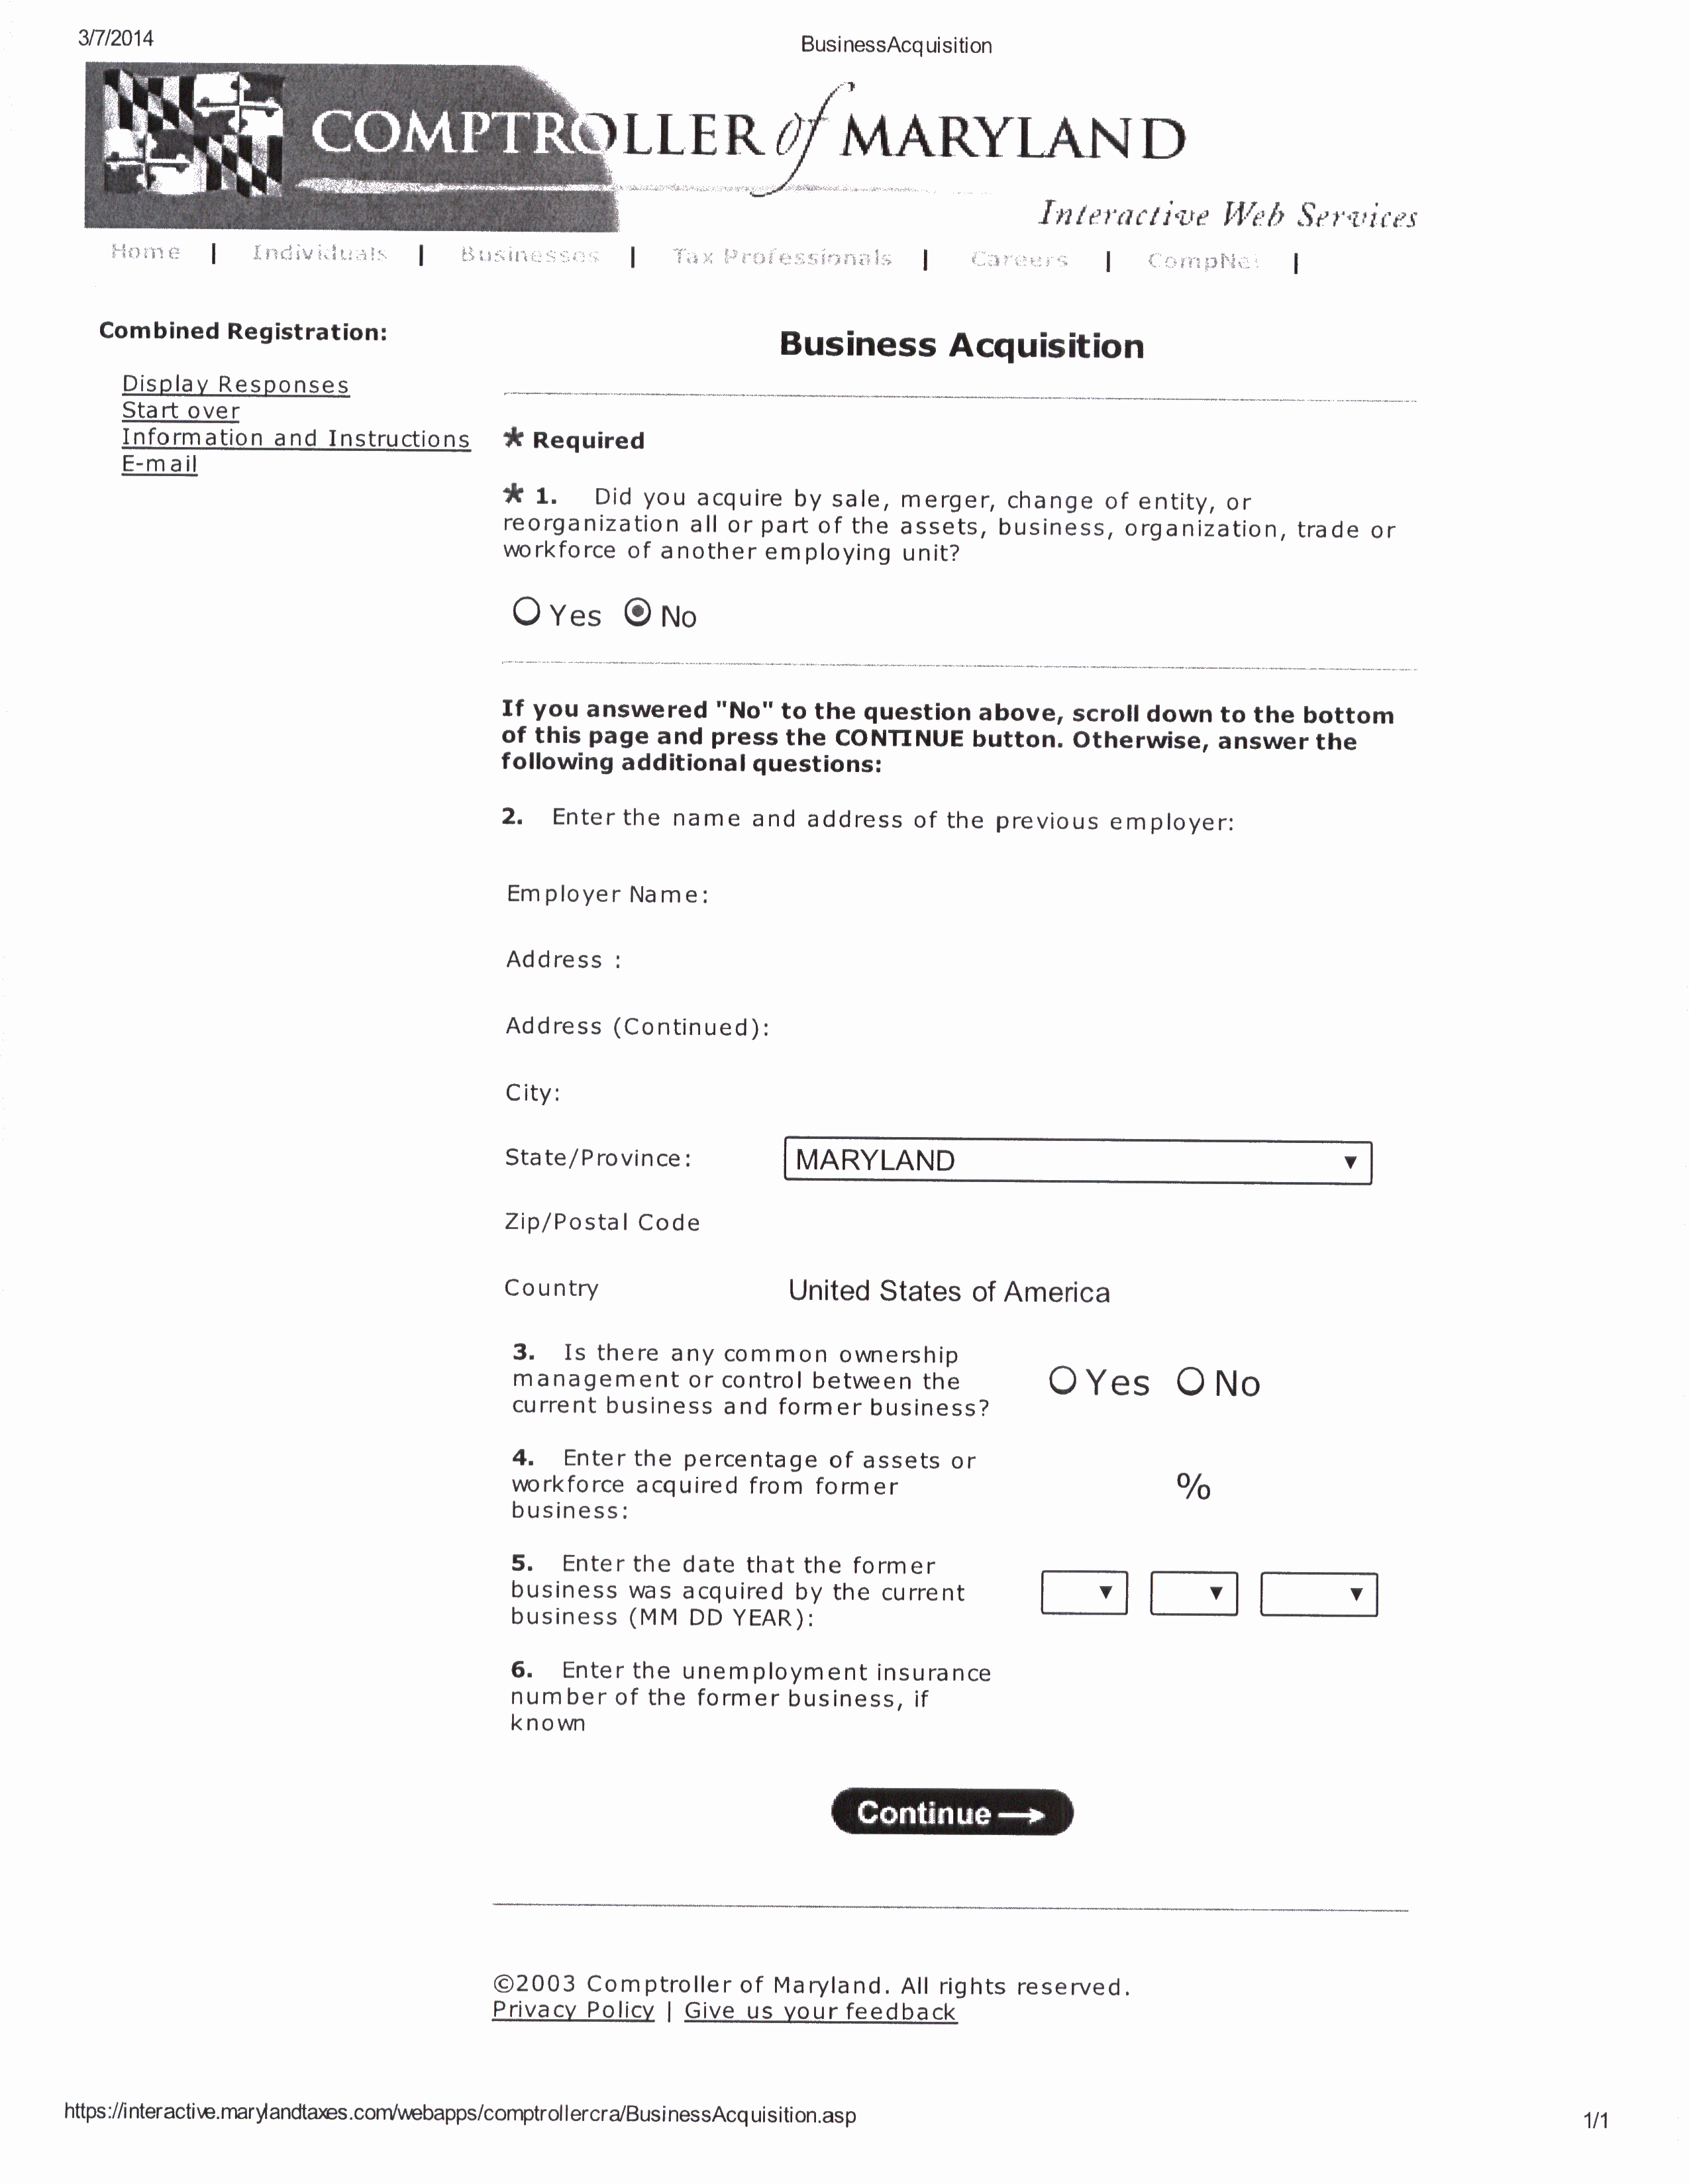 3/7/2014
BusinessAcquisition
COMPTROLLER of MARYLAND
Interactive Web Services
Home | Individuals | Businesses | Tax Professionals | Careers | CompNet |
Combined Registration:
Display Responses
Start over
Information and Instructions
E-mail
Business Acquisition
* Required
* 1. Did you acquire by sale, merger, change of entity, or
reorganization all or part of the assets, business, organization, trade or
workforce of another employing unit?
Yes No
If you answered "No" to the question above, scroll down to the bottom
of this page and press the CONTINUE button. Otherwise, answer the
following additional questions:
2. Enter the name and address of the previous employer:
Employer Name:
Address :
Address (Continued):
City:
State/Province: MARYLAND
Zip/Postal Code
Country United States of America
3. Is there any common ownership
management or control between the
current business and former business?
Yes No
4. Enter the percentage of assets or
workforce acquired from former
business:
%
5. Enter the date that the former
business was acquired by the current
business (MM DD YEAR):
6. Enter the unemployment insurance
number of the former business, if
known
Continue →
©2003 Comptroller of Maryland. All rights reserved.
Privacy Policy | Give us your feedback
https://interactive.marylandtaxes.com/webapps/comptrollercra/BusinessAcquisition.asp
1/1